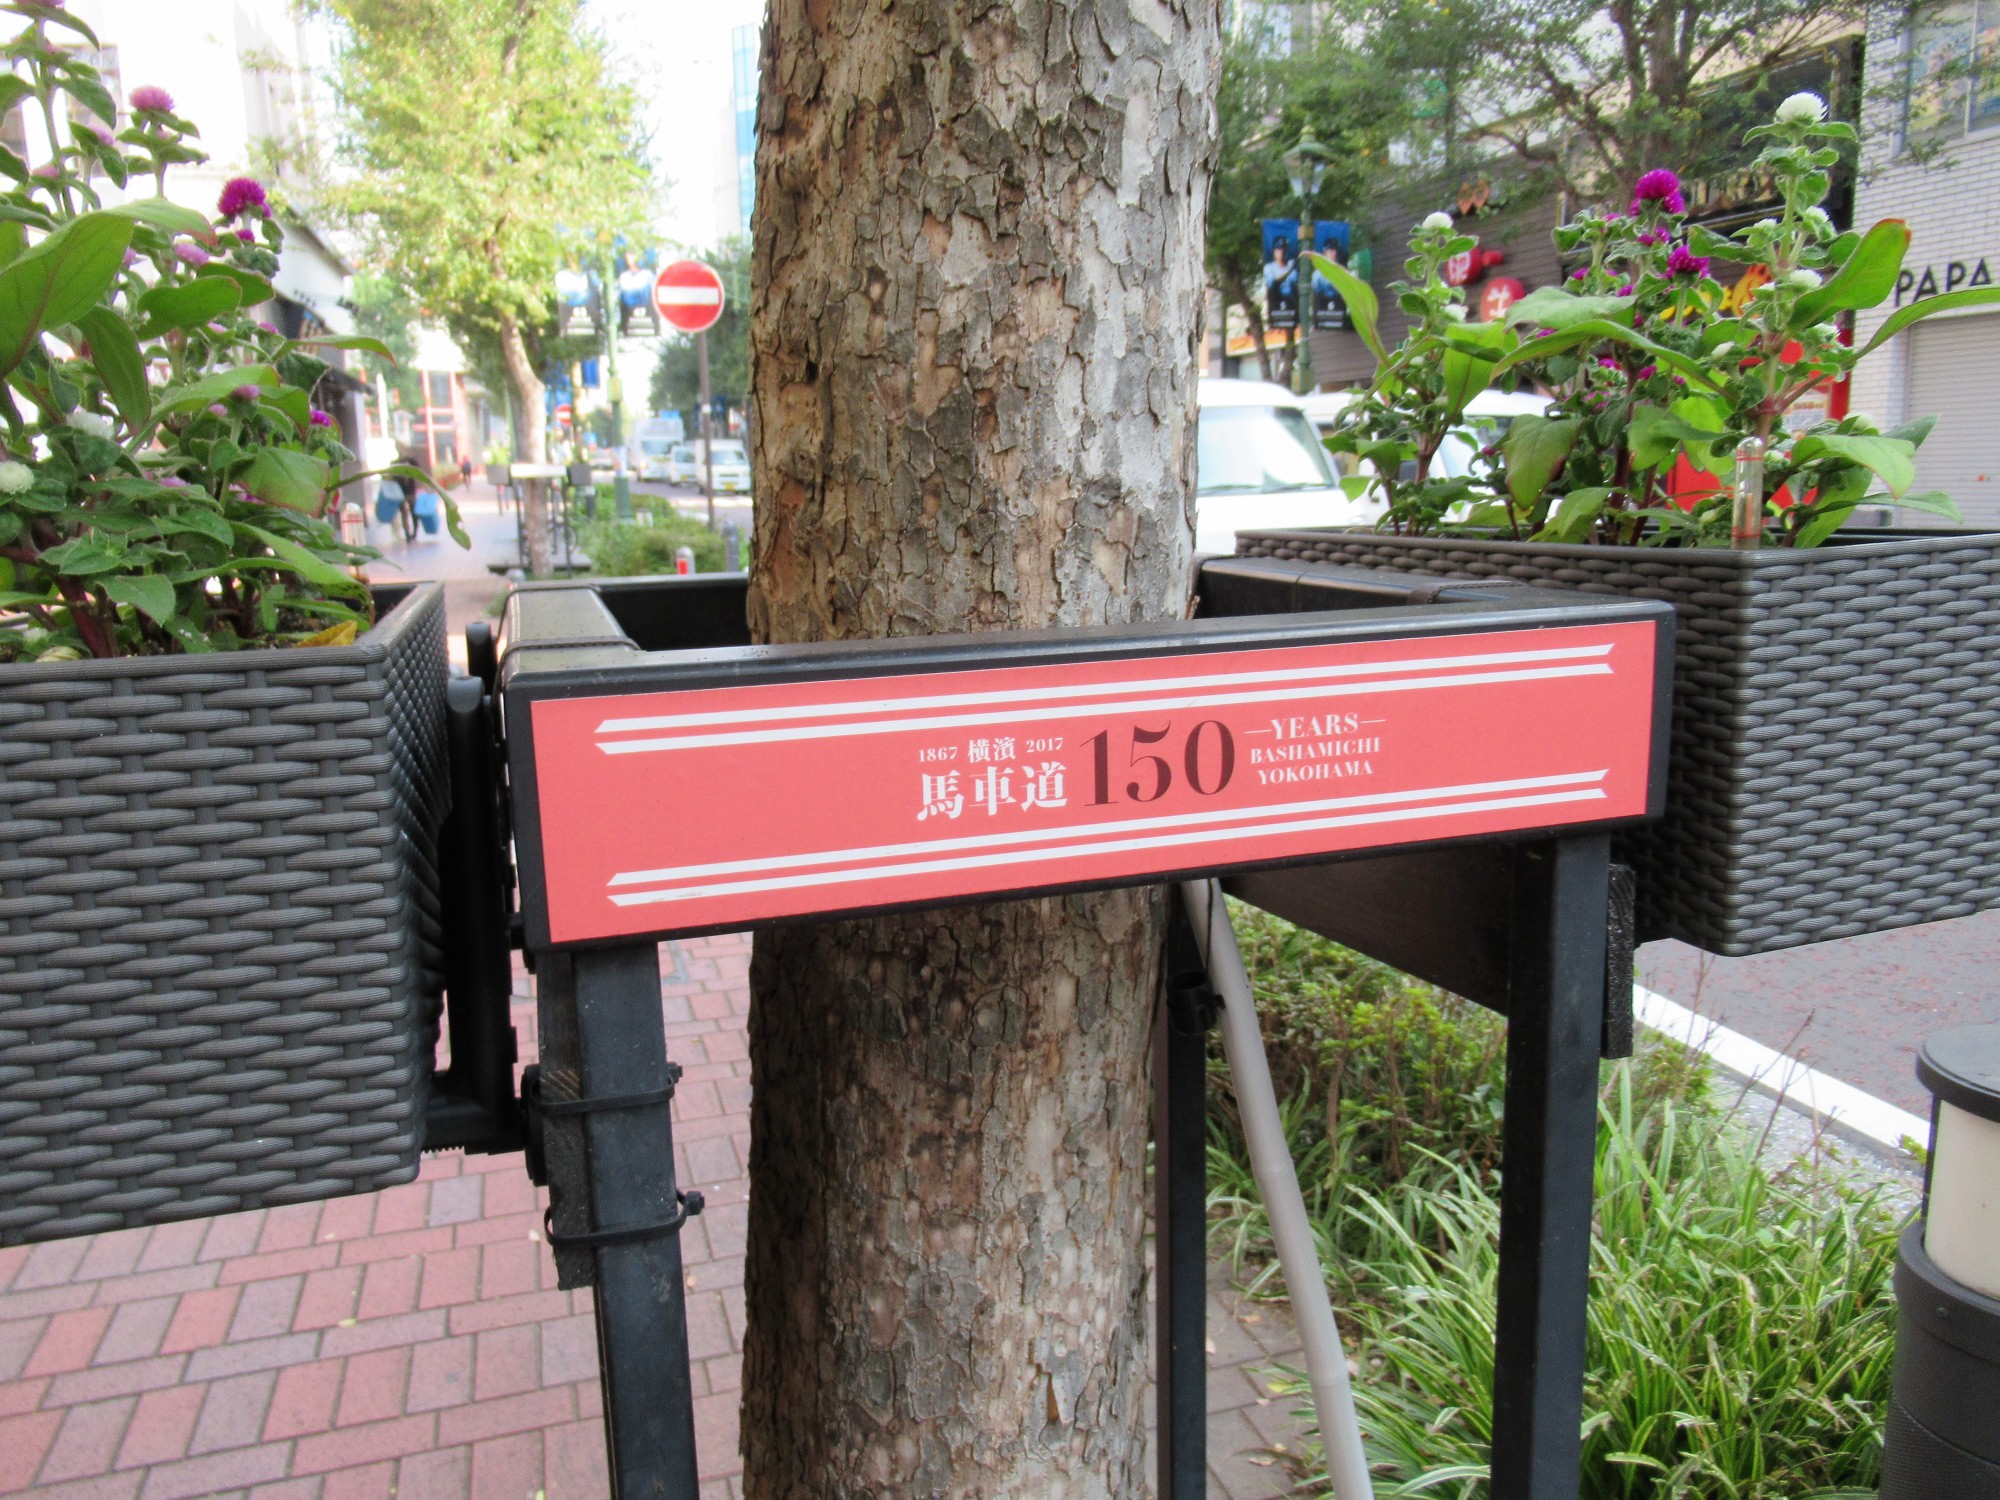 1867 横濱 2017
馬車道
150
—YEARS—
BASHAMICHI
YOKOHAMA
PAPA